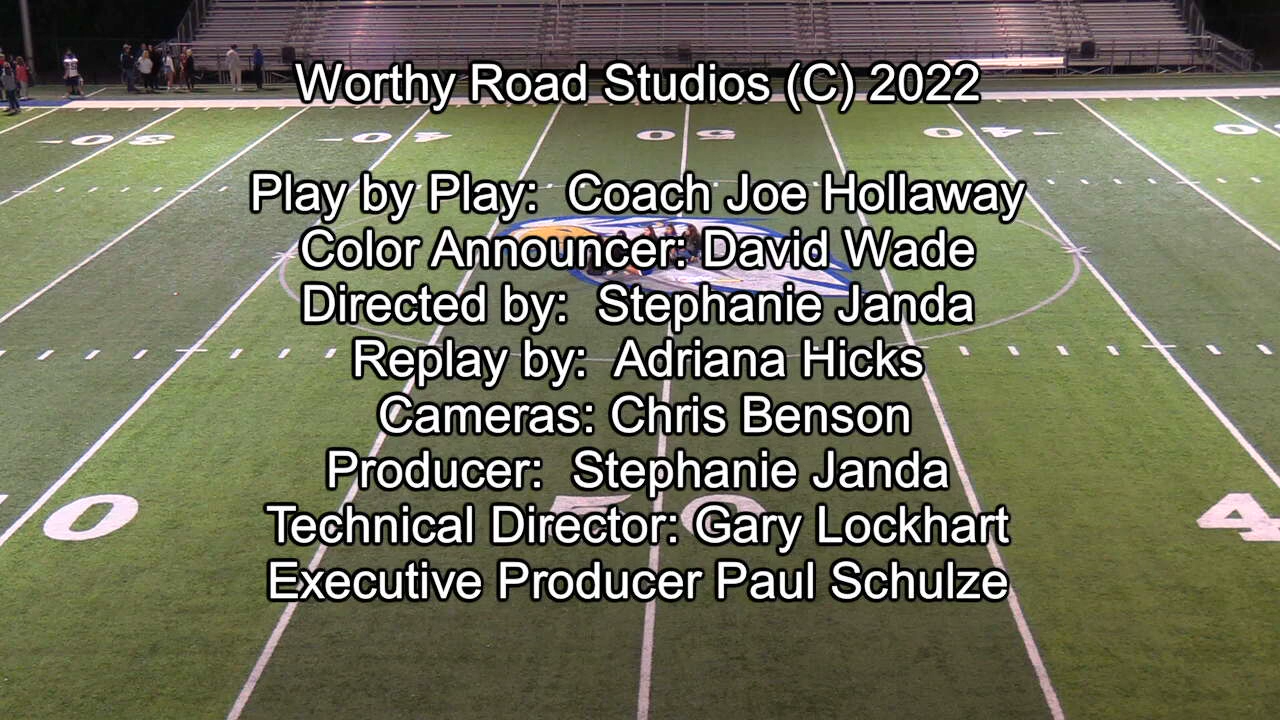 Worthy Road Studios (C) 2022
Play by Play: Coach Joe Hollaway
Color Announcer: David Wade
Directed by: Stephanie Janda
Replay by: Adriana Hicks
Cameras: Chris Benson
Producer: Stephanie Janda
Technical Director: Gary Lockhart
Executive Producer Paul Schulze